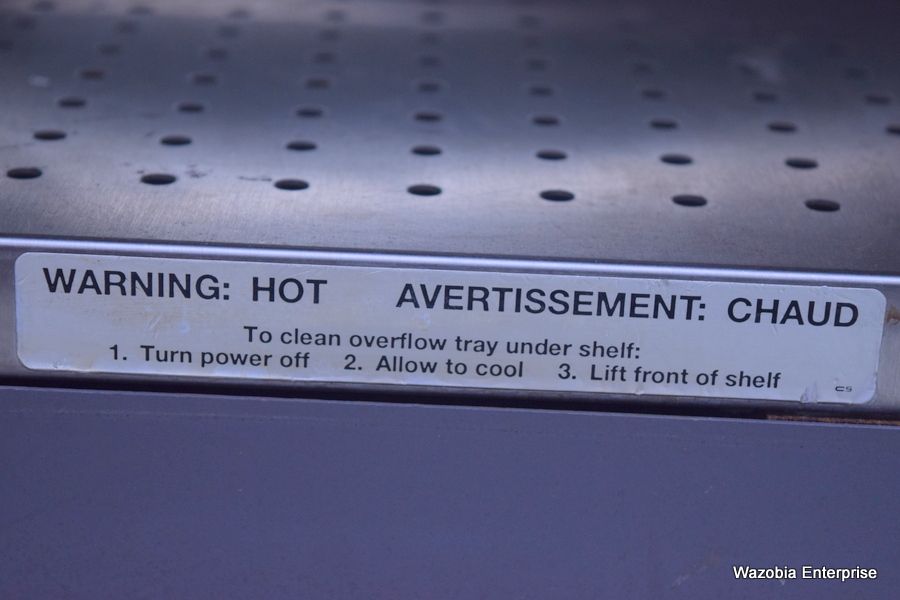 WARNING: HOT AVERTISSEMENT: CHAUD
To clean overflow tray under shelf:
1. Turn power off 2. Allow to cool 3. Lift front of shelf
Wazobia Enterprise